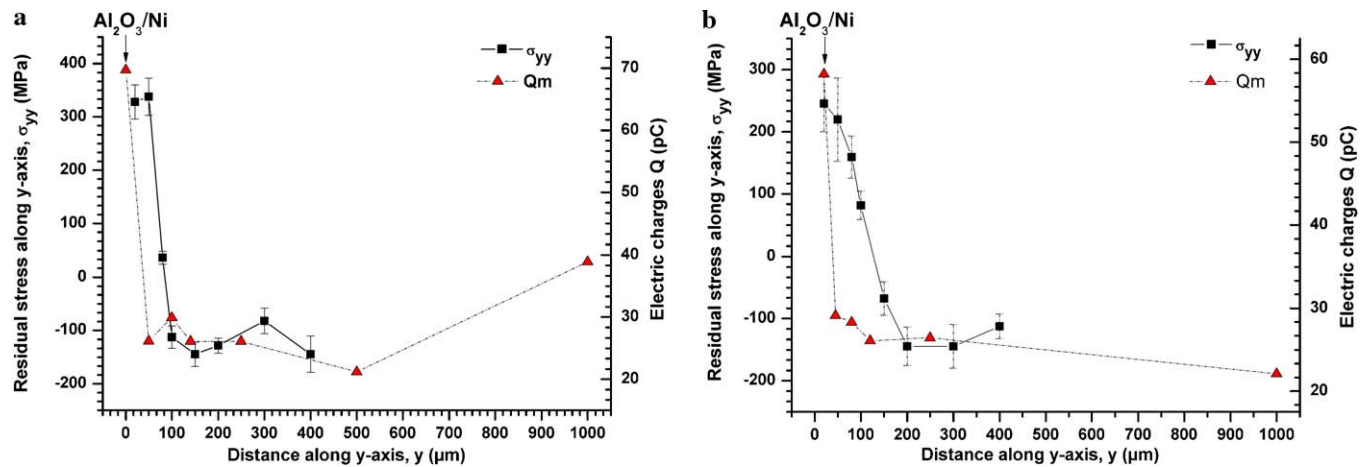 a
Al₂O₃/Ni
σyy
Qm
400
300
200
100
0
-100
-200
70
60
50
40
30
20
0 100 200 300 400 500 600 700 800 900 1000
Residual stress along y-axis, σyy (MPa)
Electric charges Q (pC)
Distance along y-axis, y (µm)
b
Al₂O₃/Ni
σyy
Qm
300
200
100
0
-100
-200
60
50
40
30
20
0 100 200 300 400 500 600 700 800 900 1000
Residual stress along y-axis, σyy (MPa)
Electric charges Q (pC)
Distance along y-axis, y (µm)